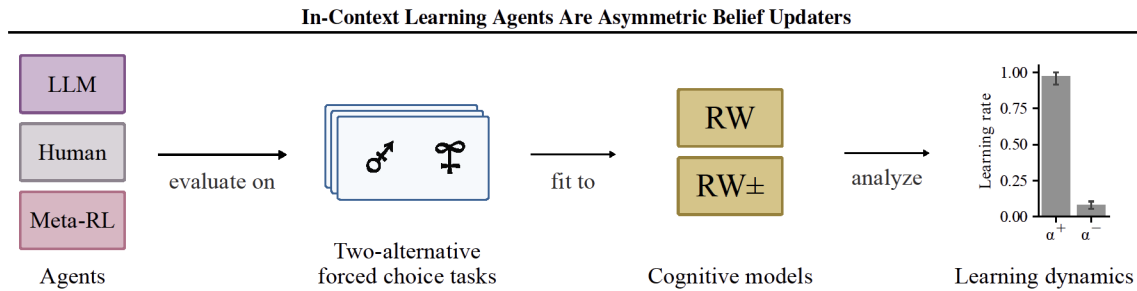 In-Context Learning Agents Are Asymmetric Belief Updaters
LLM
Human
Meta-RL
Agents
evaluate on
Two-alternative
forced choice tasks
fit to
RW
RW±
Cognitive models
analyze
Learning rate
1.00
0.75
0.50
0.25
0.00
α⁺
α⁻
Learning dynamics